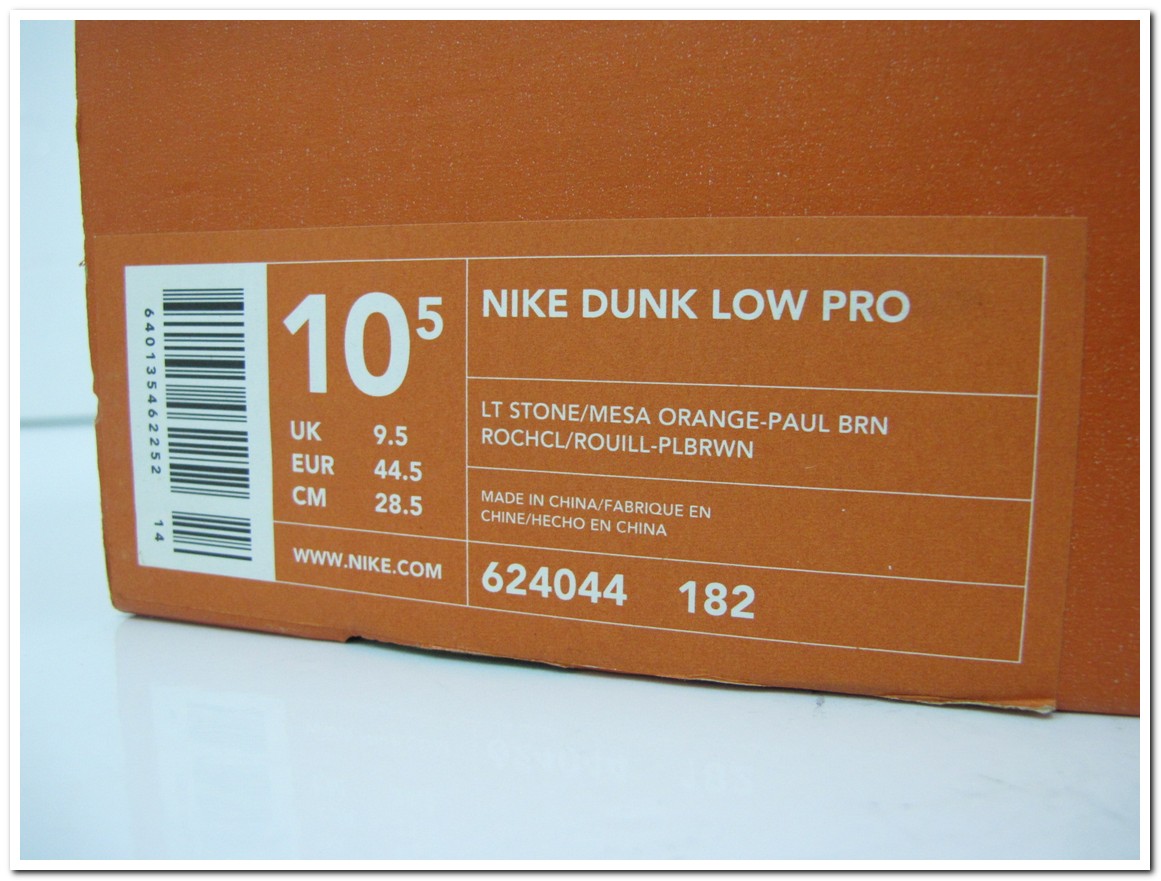 640135462252 14
10 5
UK 9.5
EUR 44.5
CM 28.5
WWW.NIKE.COM
NIKE DUNK LOW PRO
LT STONE/MESA ORANGE-PAUL BRN
ROCHCL/ROUILL-PLBRWN
MADE IN CHINA/FABRIQUE EN
CHINE/HECHO EN CHINA
624044 182